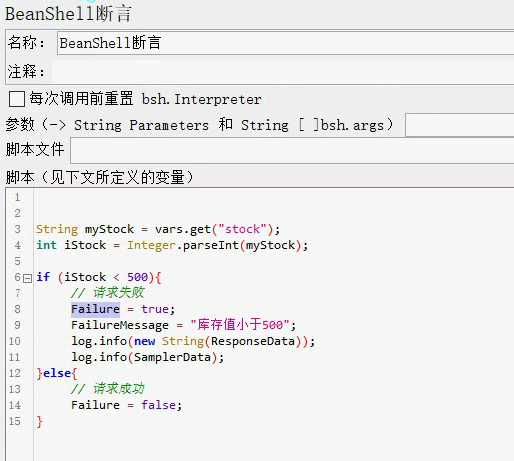 BeanShell断言
名称： BeanShell断言
注释：
每次调用前重置 bsh.Interpreter
参数（-> String Parameters 和 String [ ]bsh.args）
脚本文件
脚本（见下文所定义的变量）
1
2
3 String myStock = vars.get("stock");
4 int iStock = Integer.parseInt(myStock);
5
6 if (iStock < 500){
7 // 请求失败
8 Failure = true;
9 FailureMessage = "库存值小于500";
10 log.info(new String(ResponseData));
11 log.info(SamplerData);
12 }else{
13 // 请求成功
14 Failure = false;
15 }